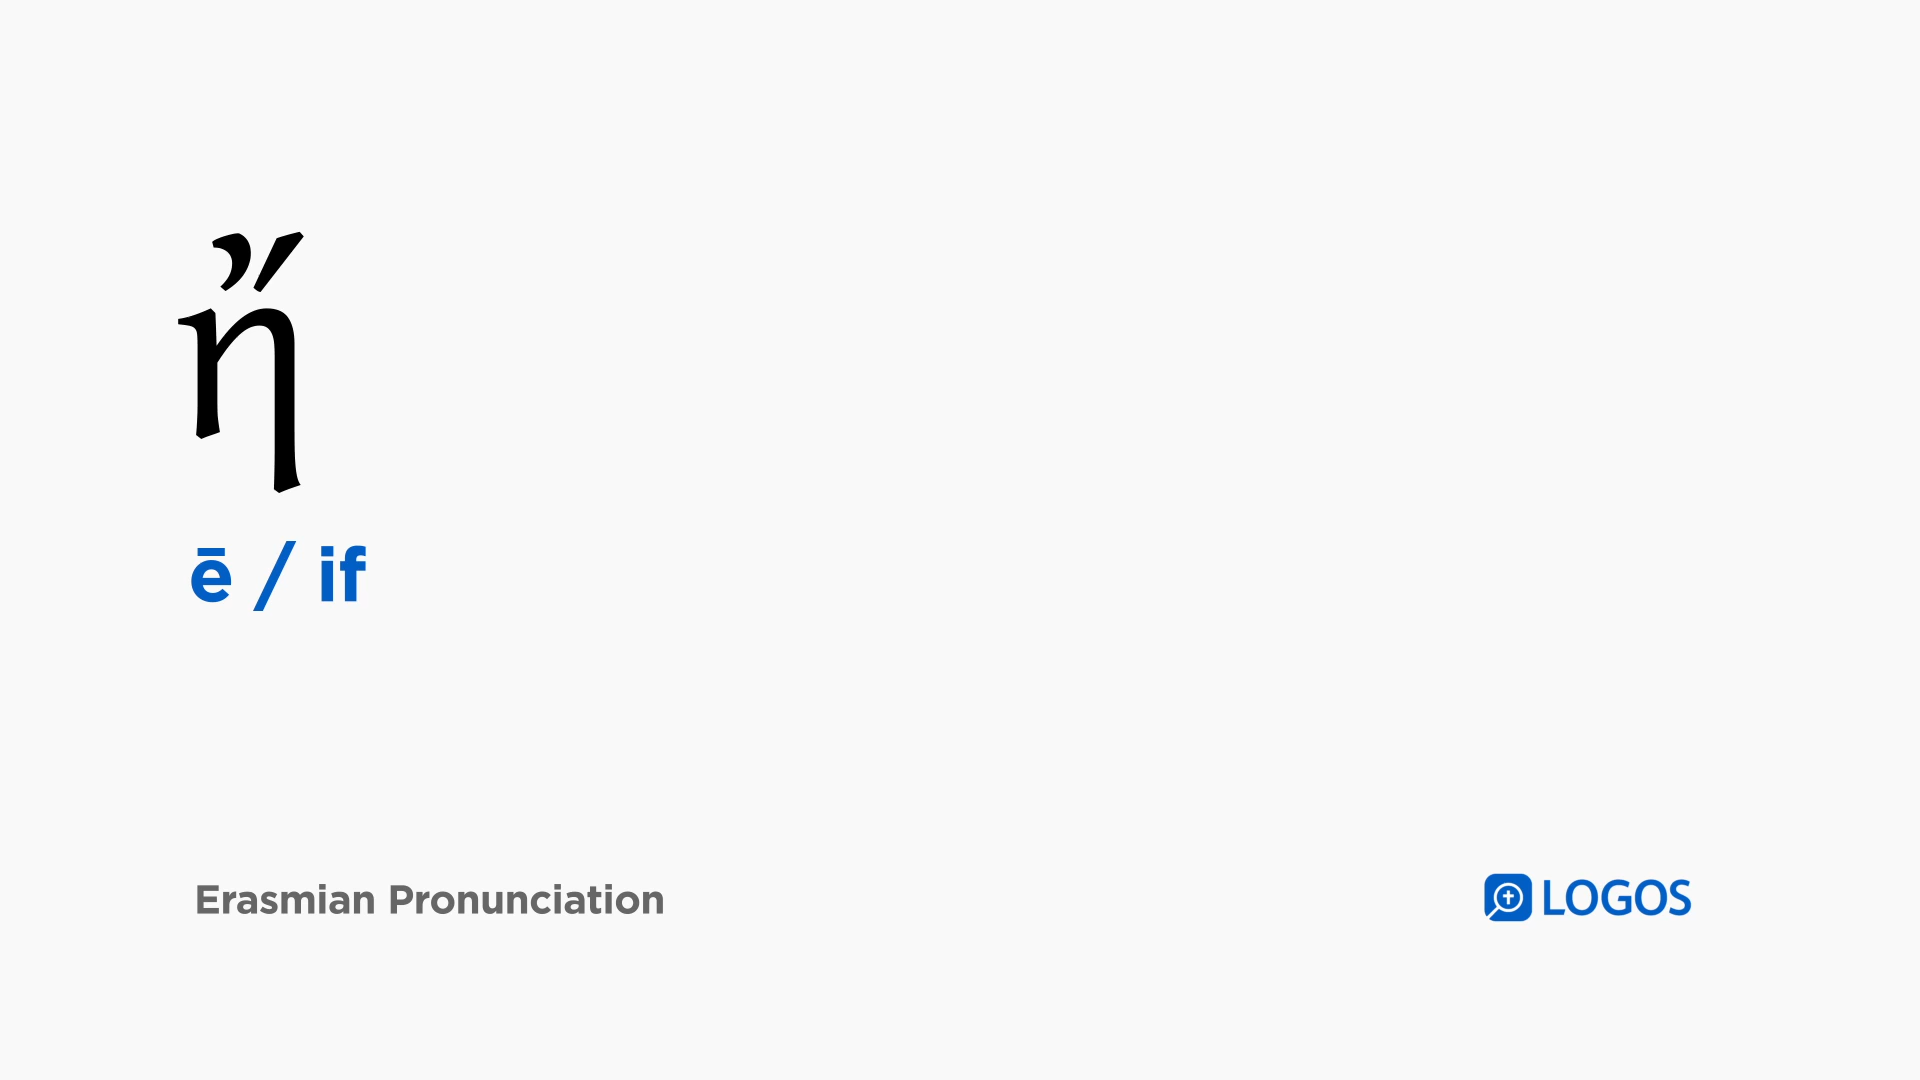 ἤ
ē / if
Erasmian Pronunciation
LOGOS